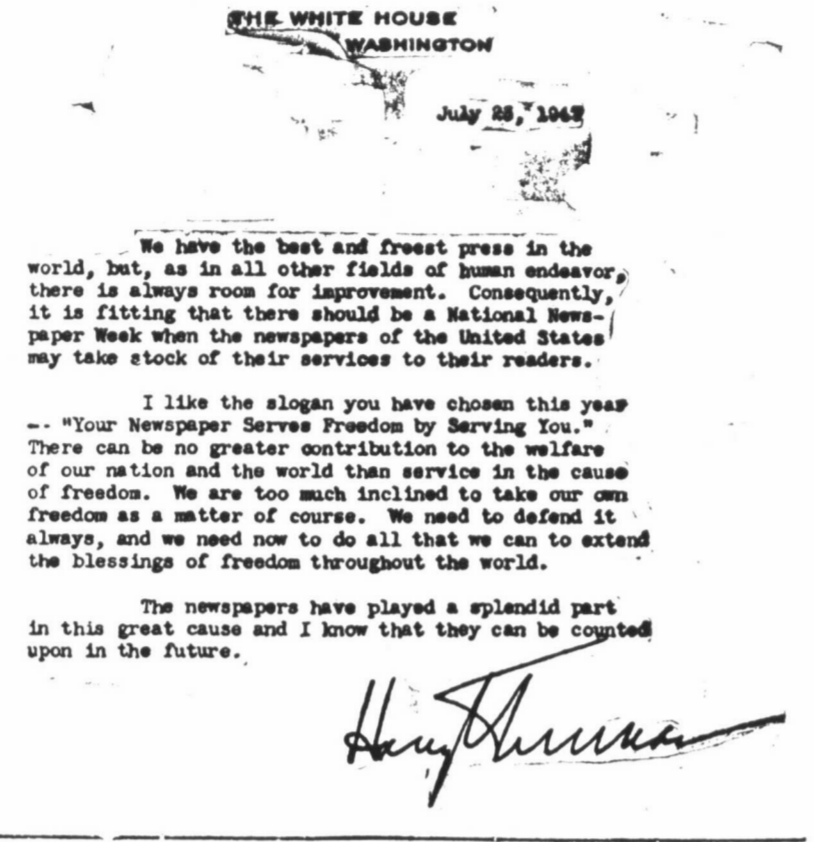 THE WHITE HOUSE
WASHINGTON
July 25, 1947
We have the best and freest press in the
world, but, as in all other fields of human endeavor,
there is always room for improvement. Consequently,
it is fitting that there should be a National News-
paper Week when the newspapers of the United States
may take stock of their services to their readers.
I like the slogan you have chosen this year
-- "Your Newspaper Serves Freedom by Serving You."
There can be no greater contribution to the welfare
of our nation and the world than service in the cause
of freedom. We are too much inclined to take our own
freedom as a matter of course. We need to defend it
always, and we need now to do all that we can to extend
the blessings of freedom throughout the world.
The newspapers have played a splendid part
in this great cause and I know that they can be counted
upon in the future.
Harry Truman